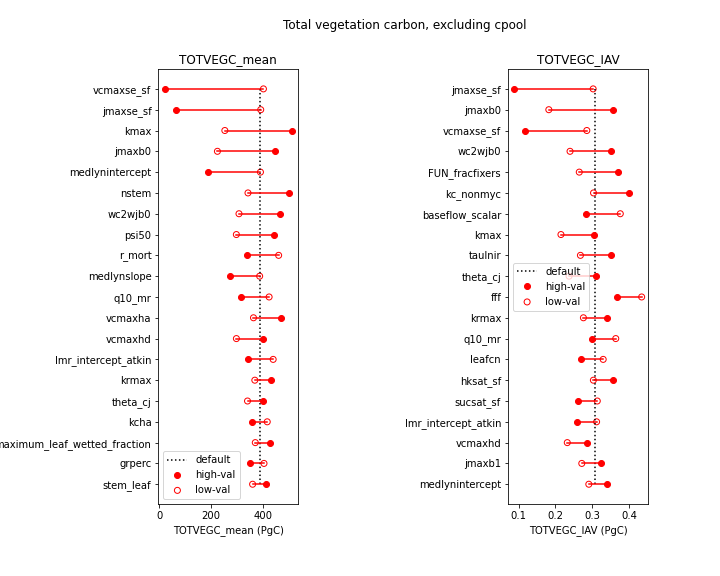 Total vegetation carbon, excluding cpool
TOTVEGC_mean
vcmaxse_sf
jmaxse_sf
kmax
jmaxb0
medlynintercept
nstem
wc2wjb0
psi50
r_mort
medlynslope
q10_mr
vcmaxha
vcmaxhd
lmr_intercept_atkin
krmax
theta_cj
kcha
maximum_leaf_wetted_fraction
grperc
stem_leaf
default
high-val
low-val
0 200 400
TOTVEGC_mean (PgC)
TOTVEGC_IAV
jmaxse_sf
jmaxb0
vcmaxse_sf
wc2wjb0
FUN_fracfixers
kc_nonmyc
baseflow_scalar
kmax
taulnir
theta_cj
fff
krmax
q10_mr
leafcn
hksat_sf
sucsat_sf
lmr_intercept_atkin
vcmaxhd
jmaxb1
medlynintercept
default
high-val
low-val
0.1 0.2 0.3 0.4
TOTVEGC_IAV (PgC)